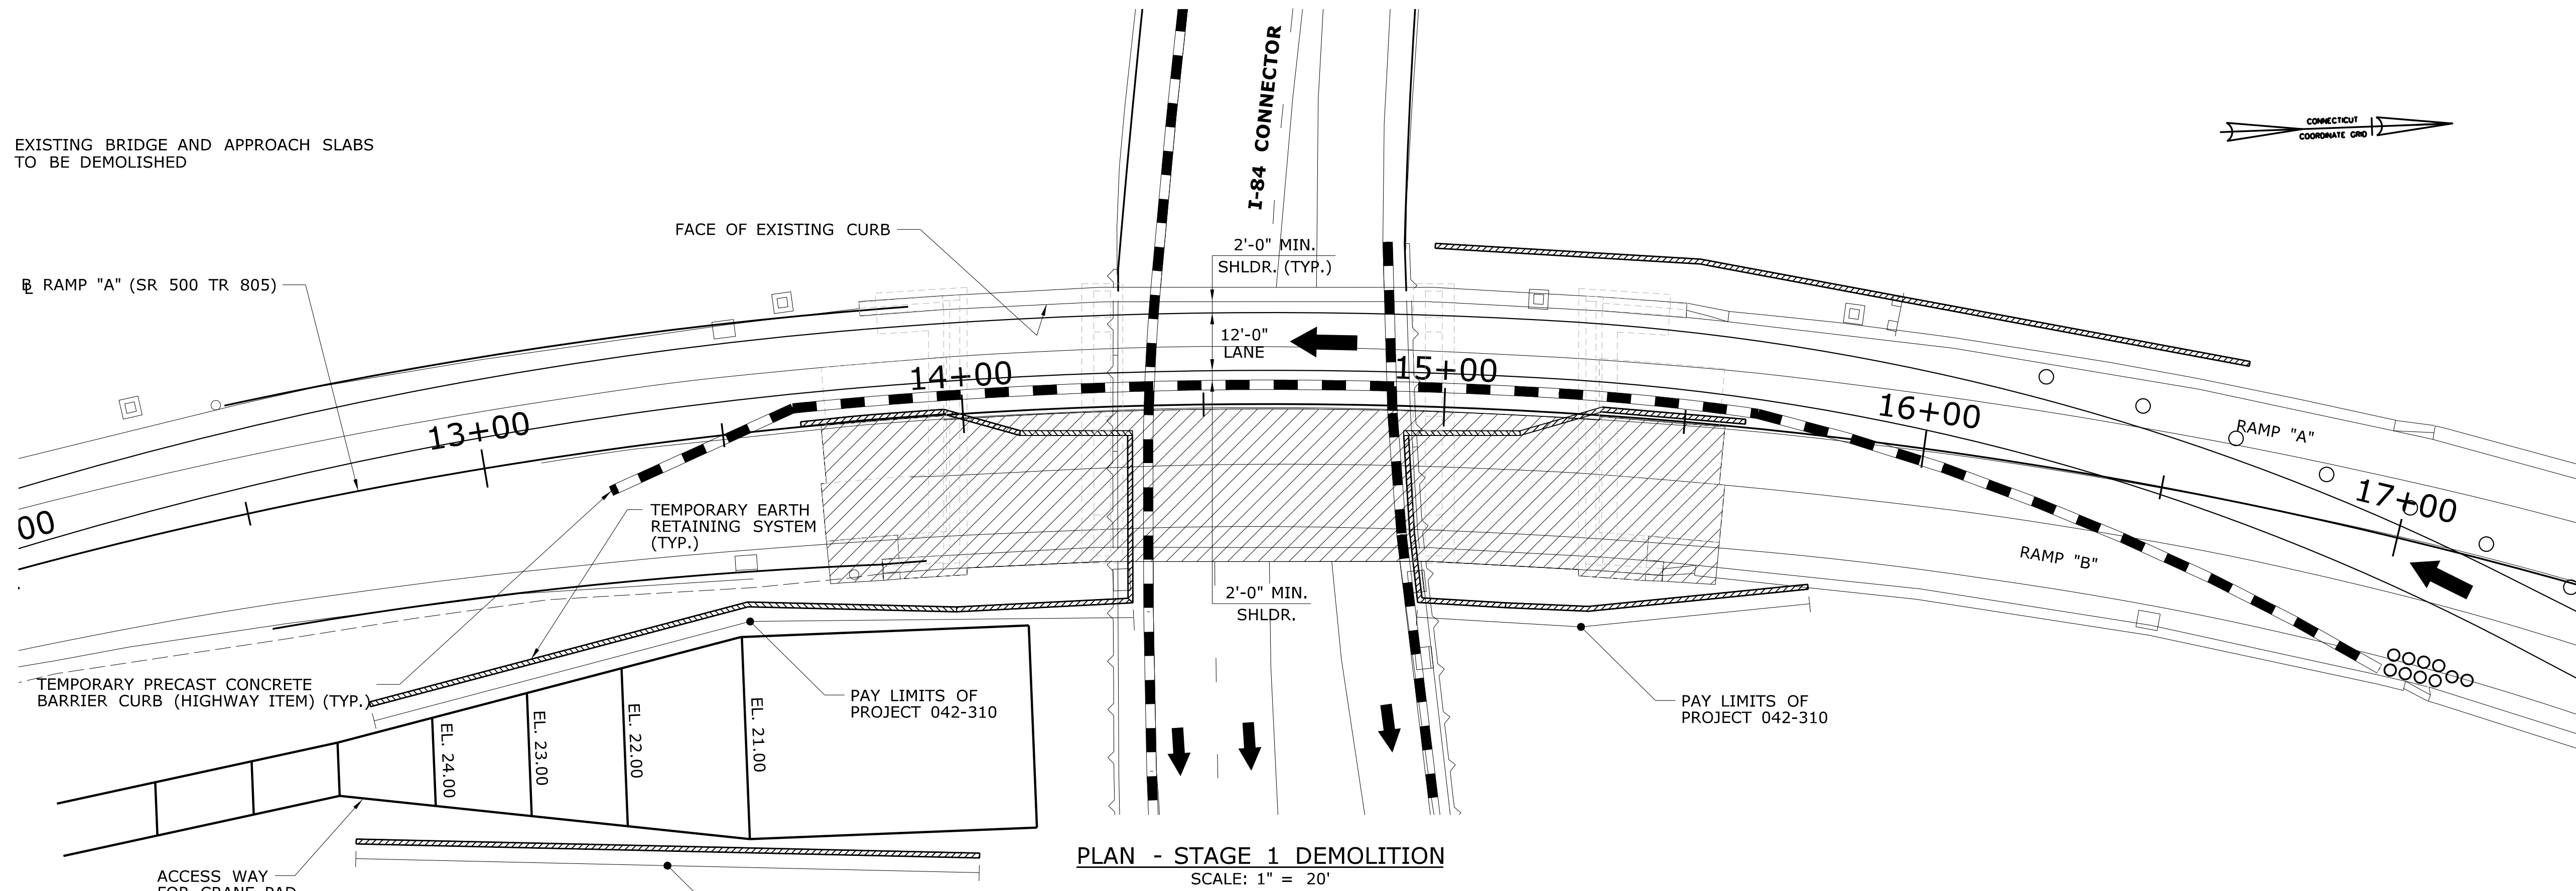 EXISTING BRIDGE AND APPROACH SLABS
TO BE DEMOLISHED
I-84 CONNECTOR
CONNECTICUT
COORDINATE GRID
FACE OF EXISTING CURB
2'-0" MIN.
SHLDR. (TYP.)
RAMP "A" (SR 500 TR 805)
12'-0"
LANE
00
13+00
14+00
15+00
16+00
17+00
RAMP "A"
RAMP "B"
TEMPORARY EARTH
RETAINING SYSTEM
(TYP.)
2'-0" MIN.
SHLDR.
TEMPORARY PRECAST CONCRETE
BARRIER CURB (HIGHWAY ITEM) (TYP.)
PAY LIMITS OF
PROJECT 042-310
PAY LIMITS OF
PROJECT 042-310
EL. 24.00
EL. 23.00
EL. 22.00
EL. 21.00
ACCESS WAY
FOR CRANE PAD
PLAN - STAGE 1 DEMOLITION
SCALE: 1" = 20'